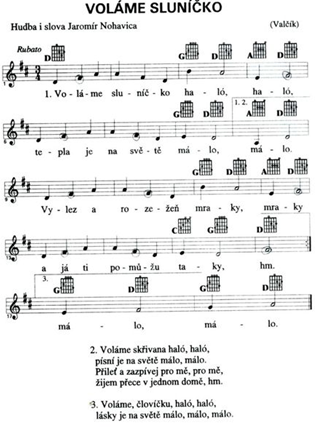 VOLÁME SLUNÍČKO
Hudba i slova Jaromír Nohavica (Valčík)
Rubato D G D A D
1. Vo-lá-me slu-níč-ko ha-ló, ha-ló,
G D A D
1. 2.
te-pla je na svě-tě má-lo, má-lo.
G D
Vy-lez a ro-ze-žeň mra-ky, mra-ky
C G D
a já ti po-mů-žu ta-ky, hm.
3.
G D G D
má-lo, má-lo.
2. Voláme skřivana haló, haló,
písní je na světě málo, málo.
Přileť a zazpívej pro mě, pro mě,
žijem přece v jednom domě, hm.
3. Voláme, človíčku, haló, haló,
lásky je na světě málo, málo, málo.